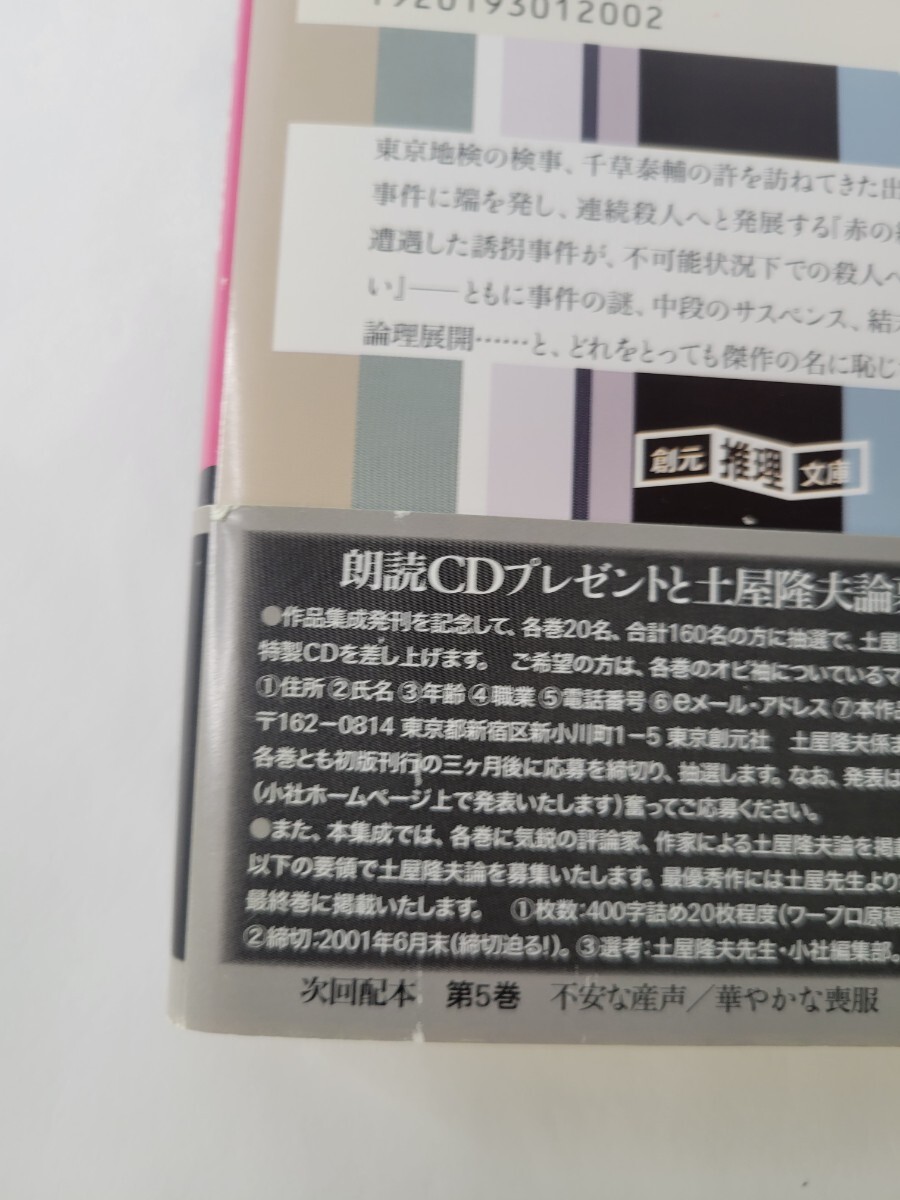 1920193012002
東京地検の検事、千草泰輔の許を訪ねてきた出
事件に端を発し、連続殺人へと発展する『赤の
遭遇した誘拐事件が、不可能状況下での殺人へ
い』――ともに事件の謎、中段のサスペンス、結末
論理展開……と、どれをとっても傑作の名に恥じ
創元 推理 文庫
朗読CDプレゼントと土屋隆夫論募
●作品集成発刊を記念して、各巻20名、合計160名の方に抽選で、土屋
特製CDを差し上げます。 ご希望の方は、各巻のオビ袖についているマ
①住所 ②氏名 ③年齢 ④職業 ⑤電話番号 ⑥eメール・アドレス ⑦本作品
〒162-0814 東京都新宿区新小川町1-5 東京創元社 土屋隆夫係ま
各巻とも初版刊行の三ヶ月後に応募を締切り、抽選します。なお、発表は
(小社ホームページ上で発表いたします)奮ってご応募ください。
●また、本集成では、各巻に気鋭の評論家、作家による土屋隆夫論を掲載
以下の要領で土屋隆夫論を募集いたします。最優秀作には土屋先生より
最終巻に掲載いたします。 ①枚数:400字詰め20枚程度(ワープロ原稿
②締切:2001年6月末(締切迫る!)。③選考:土屋隆夫先生・小社編集部。
次回配本 第5巻 不安な産声/華やかな喪服